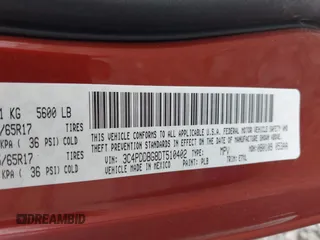 1 KG 5600 LB
/65R17 TIRES
KPA( 36 PSI) COLD
/65R17 TIRES
KPA( 36 PSI) COLD
THIS VEHICLE CONFORMS TO ALL APPLICABLE U.S.A. FEDERAL MOTOR VEHICLE SAFETY AND
THEFT PREVENTION STANDARDS IN EFFECT ON THE DATE OF MANUFACTURE SHOWN ABOVE.
VIN: 3C4PDDBG8DT510402 TYPE: MPV
VEHICLE MADE IN MEXICO PAINT: PLB
DREAMBID